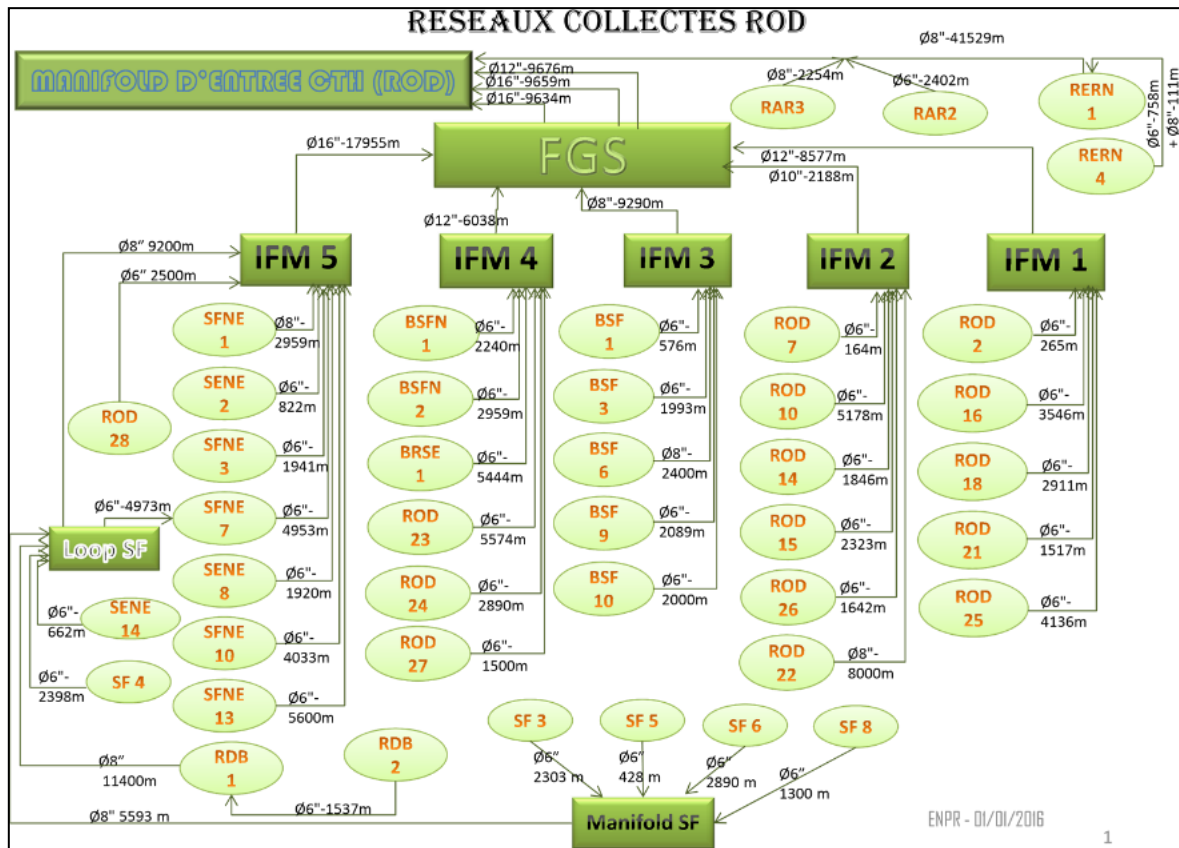 RESEAUX COLLECTES ROD
MANIFOLD D'ENTREE CTH (ROD)
Ø12"-9676m
Ø16"-9659m
Ø16"-9634m
Ø8"-41529m
Ø8"-2254m
Ø6"-2402m
RAR3
RAR2
RERN
1
RERN
4
Ø6"-758m
+ Ø8"-111m
FGS
Ø16"-17955m
Ø12"-6038m
Ø8"-9290m
Ø12"-8577m
Ø10"-2188m
IFM 5
IFM 4
IFM 3
IFM 2
IFM 1
Ø8" 9200m
Ø6" 2500m
ROD
28
SFNE
1
Ø8"-
2959m
SENE
2
Ø6"-
822m
SFNE
3
Ø6"-
1941m
SFNE
7
Ø6"-
4953m
SENE
8
Ø6"-
1920m
SFNE
10
Ø6"-
4033m
SFNE
13
Ø6"-
5600m
BSFN
1
Ø6"-
2240m
BSFN
2
Ø6"-
2959m
BRSE
1
Ø6"-
5444m
ROD
23
Ø6"-
5574m
ROD
24
Ø6"-
2890m
ROD
27
Ø6"-
1500m
BSF
1
Ø6"-
576m
BSF
3
Ø6"-
1993m
BSF
6
Ø8"-
2400m
BSF
9
Ø6"-
2089m
BSF
10
Ø6"-
2000m
ROD
7
Ø6"-
164m
ROD
10
Ø6"-
5178m
ROD
14
Ø6"-
1846m
ROD
15
Ø6"-
2323m
ROD
26
Ø6"-
1642m
ROD
22
Ø8"-
8000m
ROD
2
Ø6"-
265m
ROD
16
Ø6"-
3546m
ROD
18
Ø6"-
2911m
ROD
21
Ø6"-
1517m
ROD
25
Ø6"-
4136m
Ø6"-4973m
Loop SF
Ø6"-
662m
SENE
14
Ø6"-
2398m
SF 4
Ø8"
11400m
RDB
1
RDB
2
Ø6"-1537m
Ø8" 5593 m
SF 3
SF 5
SF 6
SF 8
Ø6"
2303 m
Ø6"
428 m
Ø6"
2890 m
Ø6"
1300 m
Manifold SF
ENPR - 01/01/2016
1